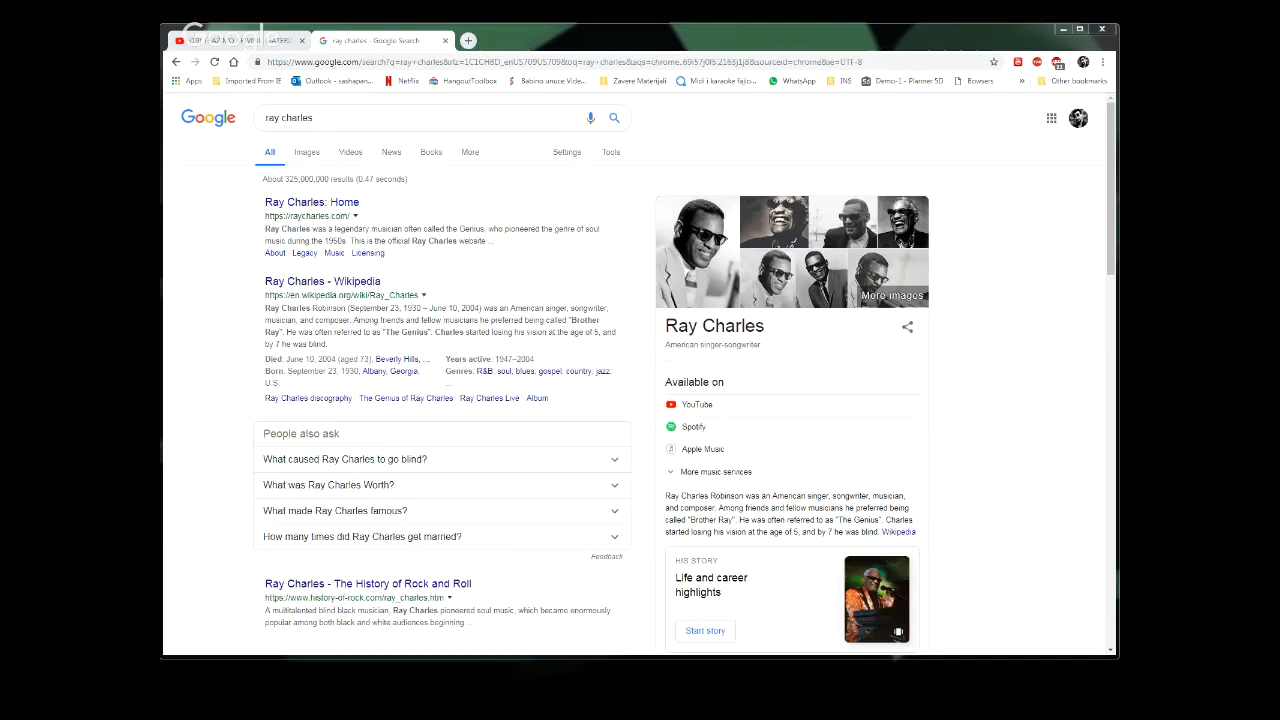 Google
ray charles - Google Search
https://www.google.com/search?q=ray+charles&rlz=1C1CHBD_enUS709US709&oq=ray+charles&aqs=chrome..69i57j0l5.2163j1j8&sourceid=chrome&ie=UTF-8
Apps Imported From IE Outlook - sashapan... Netflix HangoutToolbox Babino unuce Vide... Zavere Materijali Midi i karaoke fajlo... WhatsApp INS Demo-1 - Planner 5D Bowsers » Other bookmarks
Google ray charles
All Images Videos News Books More Settings Tools
About 325,000,000 results (0.47 seconds)
Ray Charles: Home
https://raycharles.com/
Ray Charles was a legendary musician often called the Genius, who pioneered the genre of soul
music during the 1950s. This is the official Ray Charles website ...
About Legacy Music Licensing
Ray Charles - Wikipedia
https://en.wikipedia.org/wiki/Ray_Charles
Ray Charles Robinson (September 23, 1930 – June 10, 2004) was an American singer, songwriter,
musician, and composer. Among friends and fellow musicians he preferred being called "Brother
Ray". He was often referred to as "The Genius". Charles started losing his vision at the age of 5, and
by 7 he was blind.
Died: June 10, 2004 (aged 73), Beverly Hills, ... Years active: 1947–2004
Born: September 23, 1930, Albany, Georgia, Genres: R&B, soul, blues, gospel, country, jazz,
U.S. ...
Ray Charles discography The Genius of Ray Charles Ray Charles Live Album
People also ask
What caused Ray Charles to go blind?
What was Ray Charles Worth?
What made Ray Charles famous?
How many times did Ray Charles get married?
Feedback
Ray Charles - The History of Rock and Roll
https://www.history-of-rock.com/ray_charles.htm
A multitalented blind black musician, Ray Charles pioneered soul music, which became enormously
popular among both black and white audiences beginning ...
More images
Ray Charles
American singer-songwriter
Available on
YouTube
Spotify
Apple Music
More music services
Ray Charles Robinson was an American singer, songwriter, musician,
and composer. Among friends and fellow musicians he preferred being
called "Brother Ray". He was often referred to as "The Genius". Charles
started losing his vision at the age of 5, and by 7 he was blind. Wikipedia
HIS STORY
Life and career
highlights
Start story